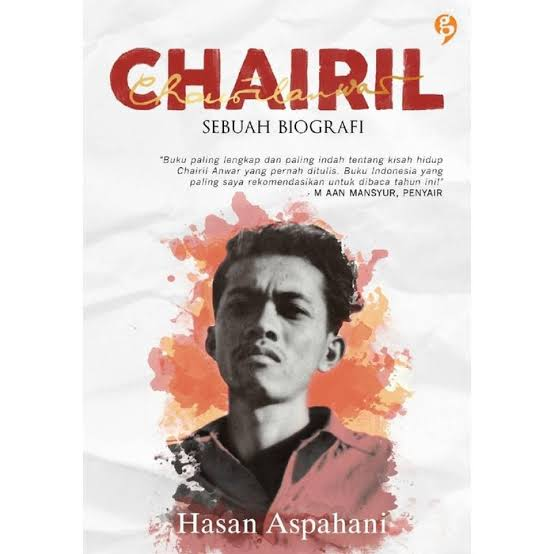 g
CHAIRIL
Chairil Anwar
SEBUAH BIOGRAFI
"Buku paling lengkap dan paling indah tentang kisah hidup
Chairil Anwar yang pernah ditulis. Buku Indonesia yang
paling saya rekomendasikan untuk dibaca tahun ini!"
- M AAN MANSYUR, PENYAIR
Hasan Aspahani